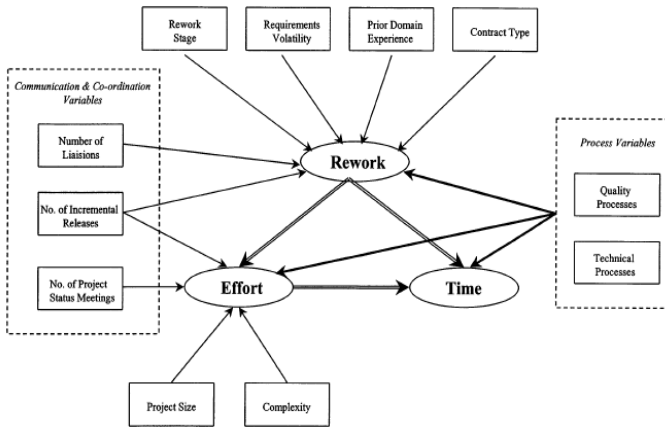 Rework
Stage
Requirements
Volatility
Prior Domain
Experience
Contract Type
Communication & Co-ordination
Variables
Number of
Liaisions
No. of Incremental
Releases
No. of Project
Status Meetings
Rework
Effort
Time
Process Variables
Quality
Processes
Technical
Processes
Project Size
Complexity